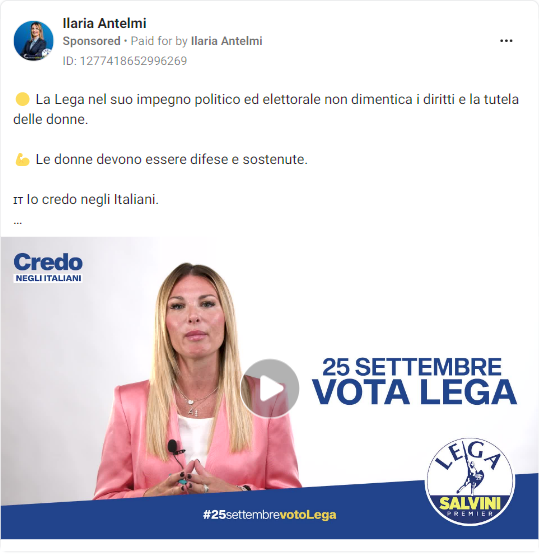 Ilaria Antelmi
Sponsored • Paid for by Ilaria Antelmi
ID: 1277418652996269
La Lega nel suo impegno politico ed elettorale non dimentica i diritti e la tutela
delle donne.
Le donne devono essere difese e sostenute.
IT Io credo negli Italiani.
...
Credo
NEGLI ITALIANI
25 SETTEMBRE
VOTA LEGA
LEGA
SALVINI
PREMIER
#25settembrevotoLega